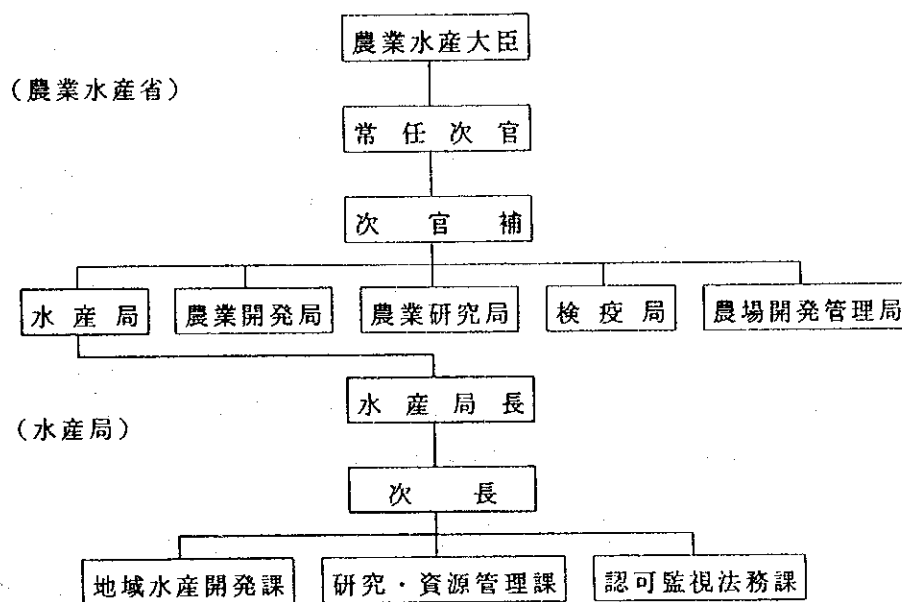 農業水産大臣
（農業水産省）
常任次官
次官補
水産局 農業開発局 農業研究局 検疫局 農場開発管理局
水産局長
（水産局）
次長
地域水産開発課 研究・資源管理課 認可監視法務課